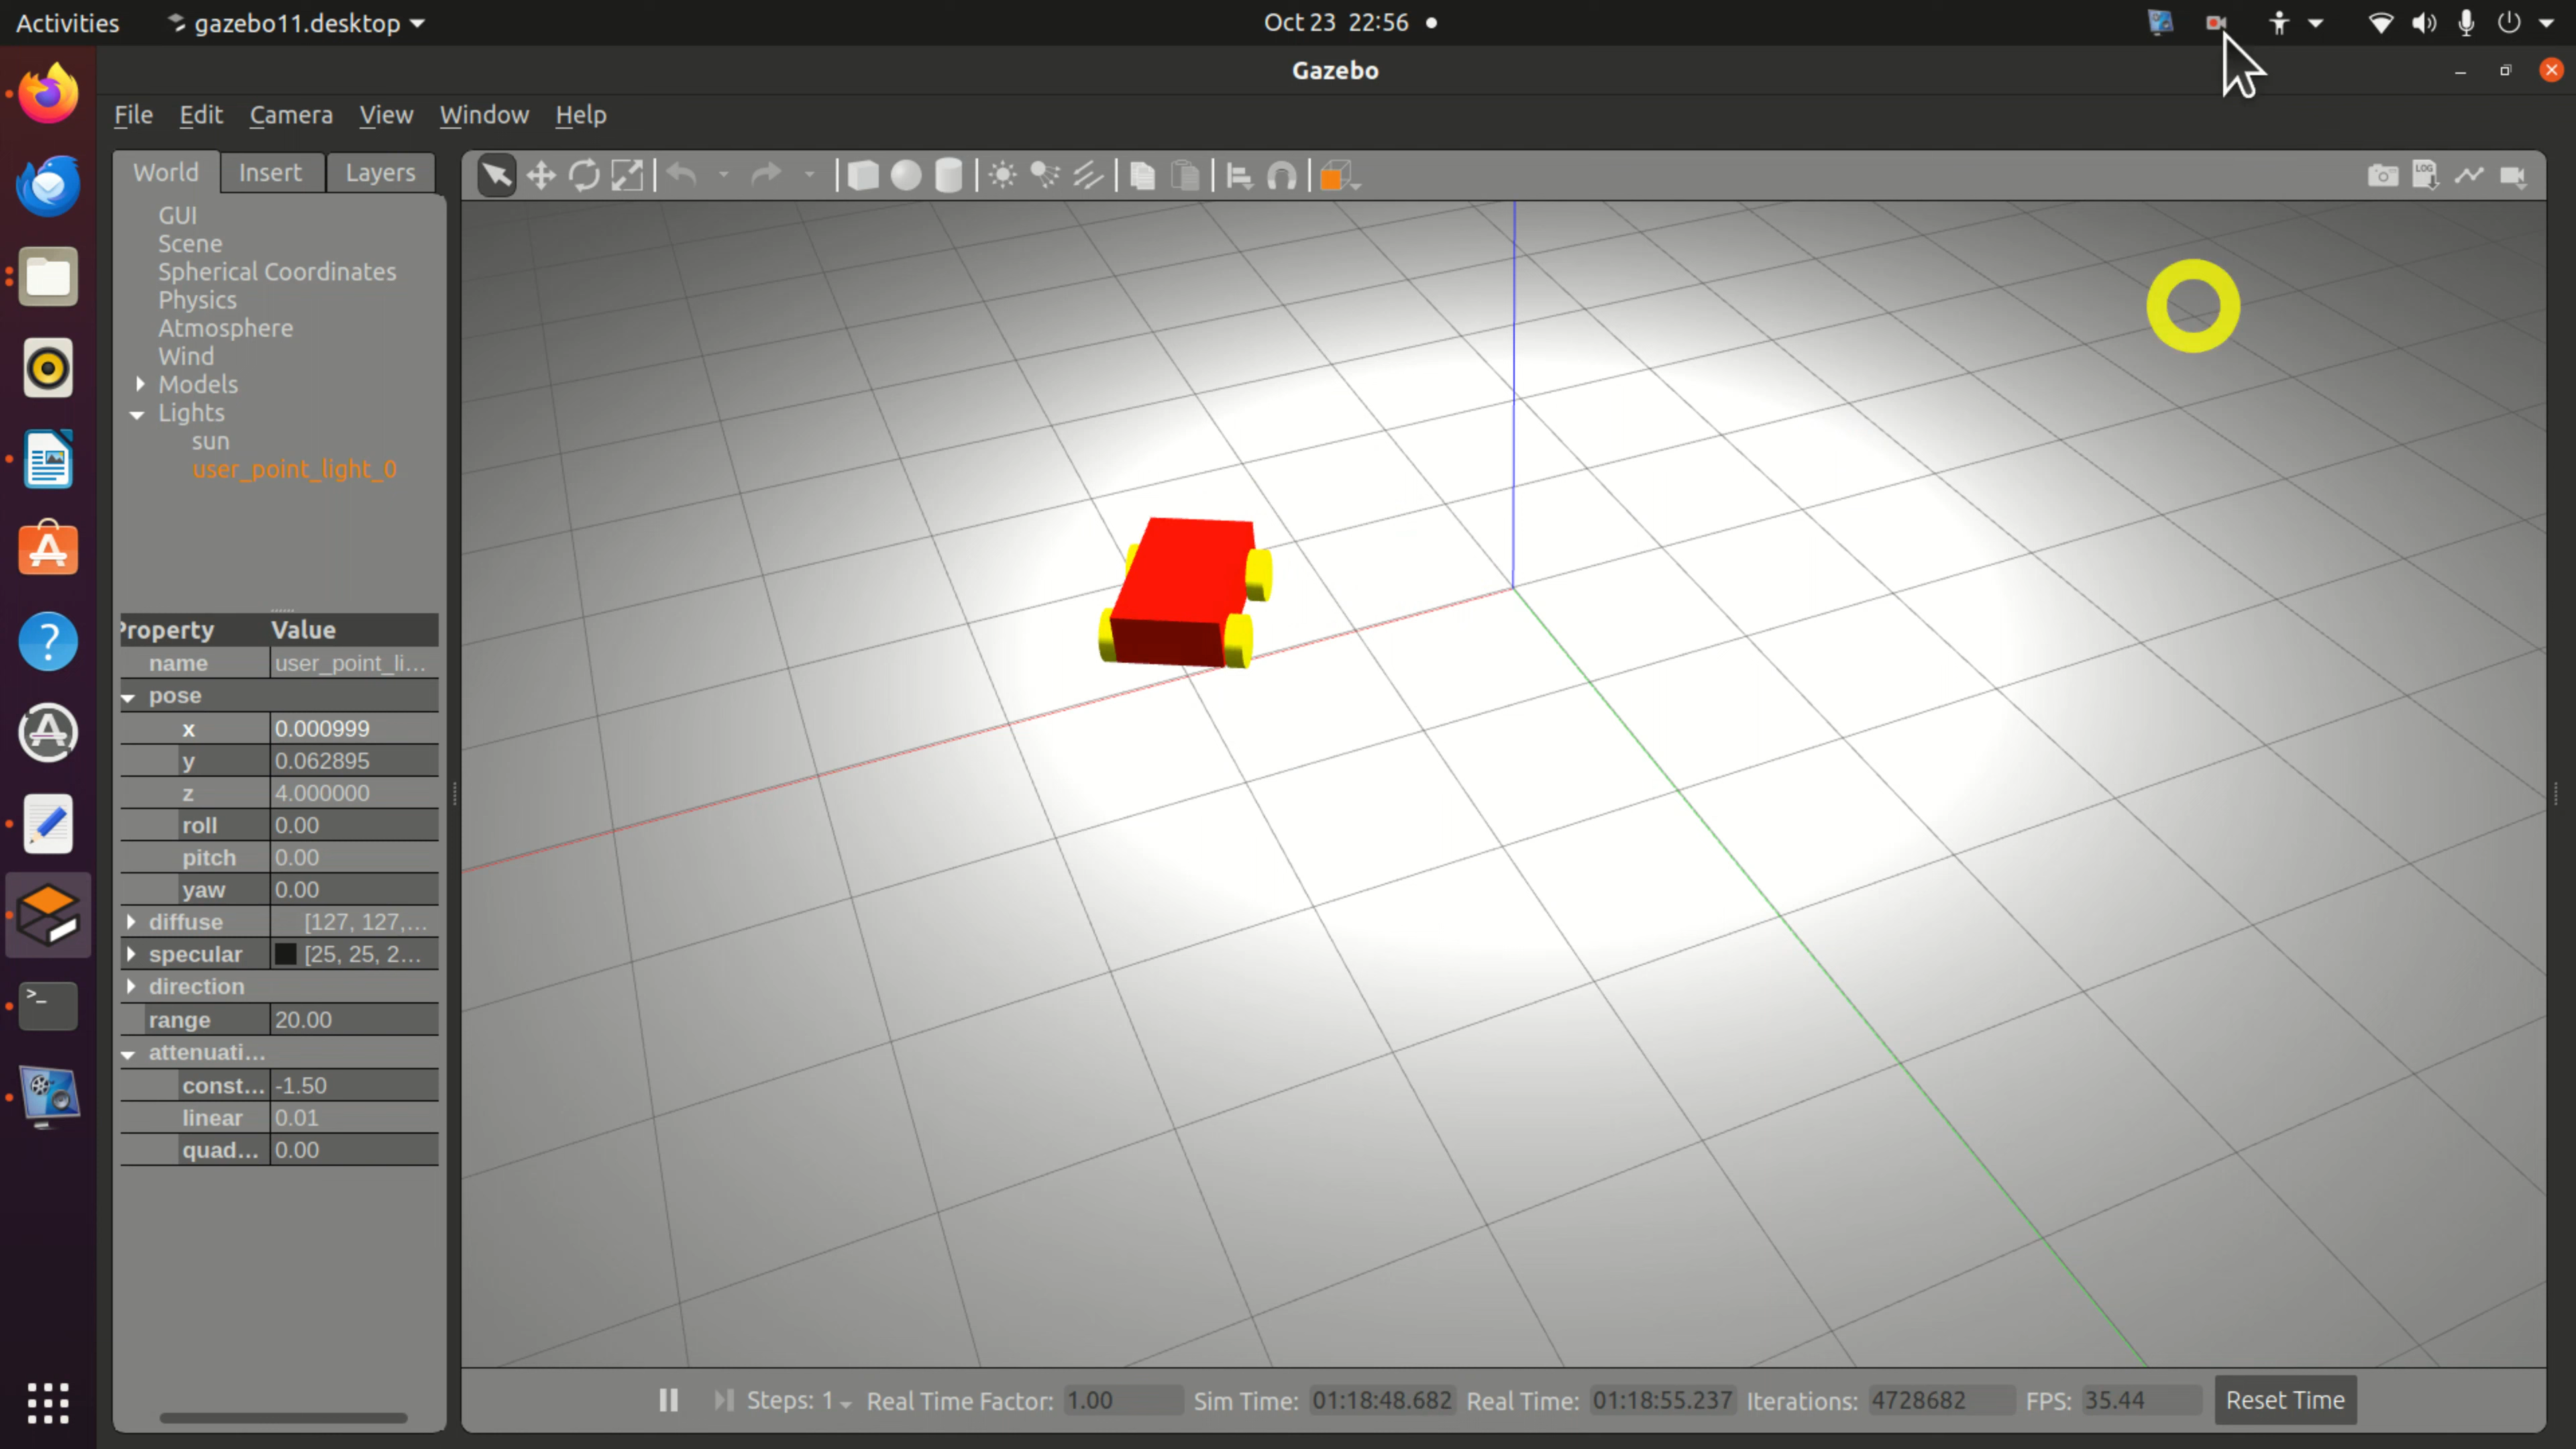 Activities gazebo11.desktop Oct 23 22:56
Gazebo
File Edit Camera View Window Help
World Insert Layers
GUI
Scene
Spherical Coordinates
Physics
Atmosphere
Wind
Models
Lights
sun
user_point_light_0
Property Value
name user_point_li...
pose
x 0.000999
y 0.062895
z 4.000000
roll 0.00
pitch 0.00
yaw 0.00
diffuse [127, 127,...
specular [25, 25, 2...
direction
range 20.00
attenuati...
const... -1.50
linear 0.01
quad... 0.00
LOG
Steps: 1 Real Time Factor: 1.00 Sim Time: 01:18:48.682 Real Time: 01:18:55.237 Iterations: 4728682 FPS: 35.44 Reset Time